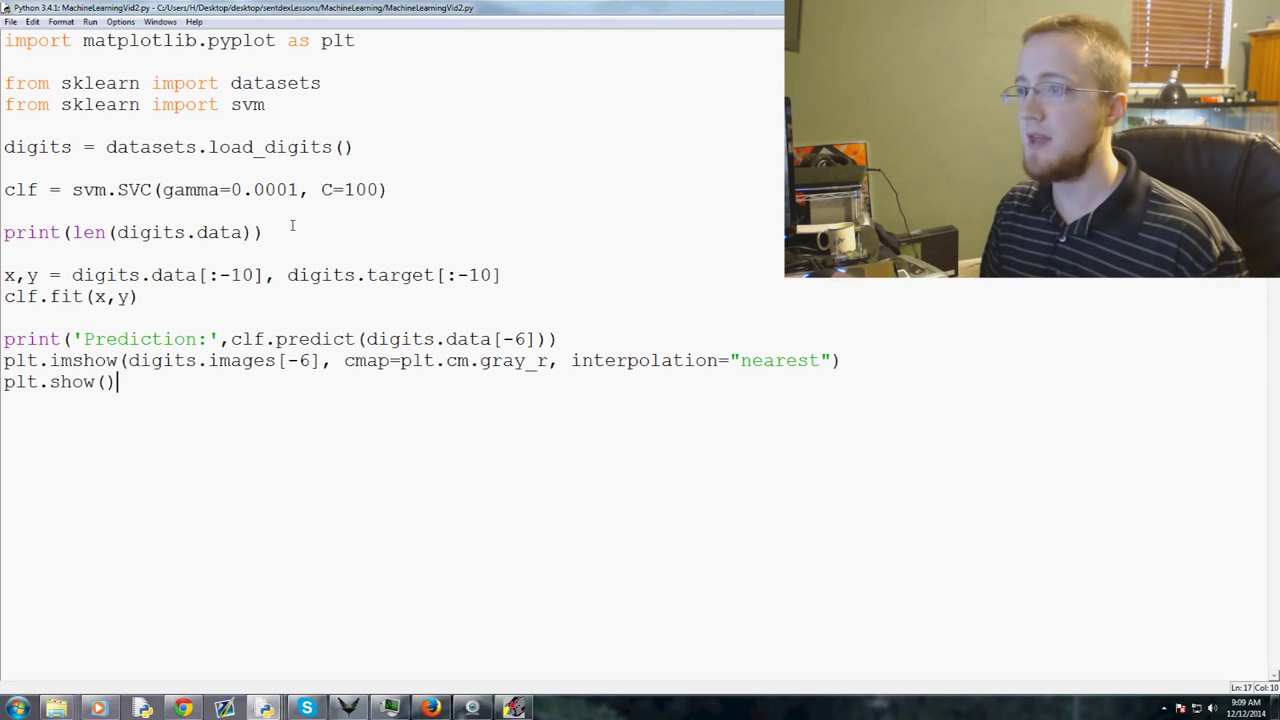 Python 3.4.1: MachineLearningVid2.py - C:/Users/H/Desktop/desktop/sentdexLessons/MachineLearning/MachineLearningVid2.py
File Edit Format Run Options Windows Help
import matplotlib.pyplot as plt
from sklearn import datasets
from sklearn import svm
digits = datasets.load_digits()
clf = svm.SVC(gamma=0.0001, C=100)
print(len(digits.data))
x,y = digits.data[:-10], digits.target[:-10]
clf.fit(x,y)
print('Prediction:',clf.predict(digits.data[-6]))
plt.imshow(digits.images[-6], cmap=plt.cm.gray_r, interpolation="nearest")
plt.show()
Ln: 17 Col: 10
9:09 AM
12/12/2014